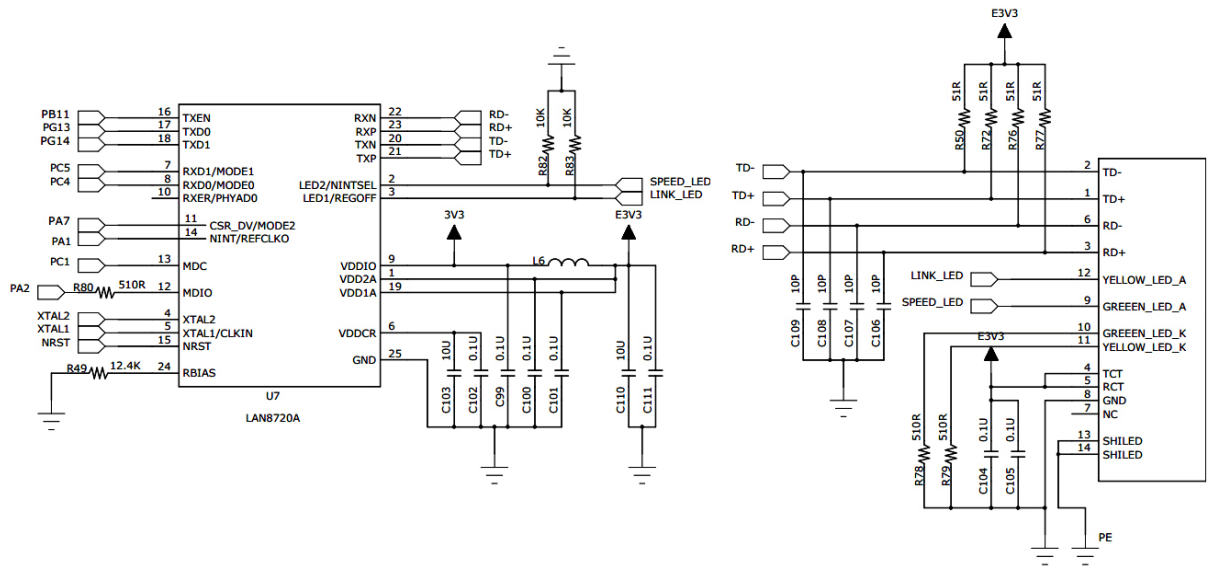 E3V3
10K
10K
R82
R83
51R
51R
51R
51R
R50
R72
R76
R77
PB11 16 TXEN RXN 22 RD-
PG13 17 TXD0 RXP 23 RD+
PG14 18 TXD1 TXN 20 TD-
TXP 21 TD+
PC5 7 RXD1/MODE1
PC4 8 RXD0/MODE0 LED2/NINTSEL 2 SPEED_LED
10 RXER/PHYAD0 LED1/REGOFF 3 LINK_LED
PA7 11 CSR_DV/MODE2
PA1 14 NINT/REFCLKO
3V3 E3V3
PC1 13 MDC VDDIO 9 L6
VDD2A 1
PA2 R80 510R 12 MDIO VDD1A 19
XTAL2 4 XTAL2
XTAL1 5 XTAL1/CLKIN VDDCR 6
NRST 15 NRST
GND 25
R49 12.4K 24 RBIAS
U7
LAN8720A
10U 0.1U 0.1U 0.1U 0.1U 10U 0.1U
C103 C102 C99 C100 C101 C110 C111
TD- 2 TD-
TD+ 1 TD+
RD- 6 RD-
RD+ 3 RD+
10P 10P 10P 10P
C109 C108 C107 C106
LINK_LED 12 YELLOW_LED_A
SPEED_LED 9 GREEEN_LED_A
10 GREEEN_LED_K
E3V3 11 YELLOW_LED_K
4 TCT
5 RCT
8 GND
7 NC
510R 510R 0.1U 0.1U
R78 R79 C104 C105
13 SHILED
14 SHILED
PE